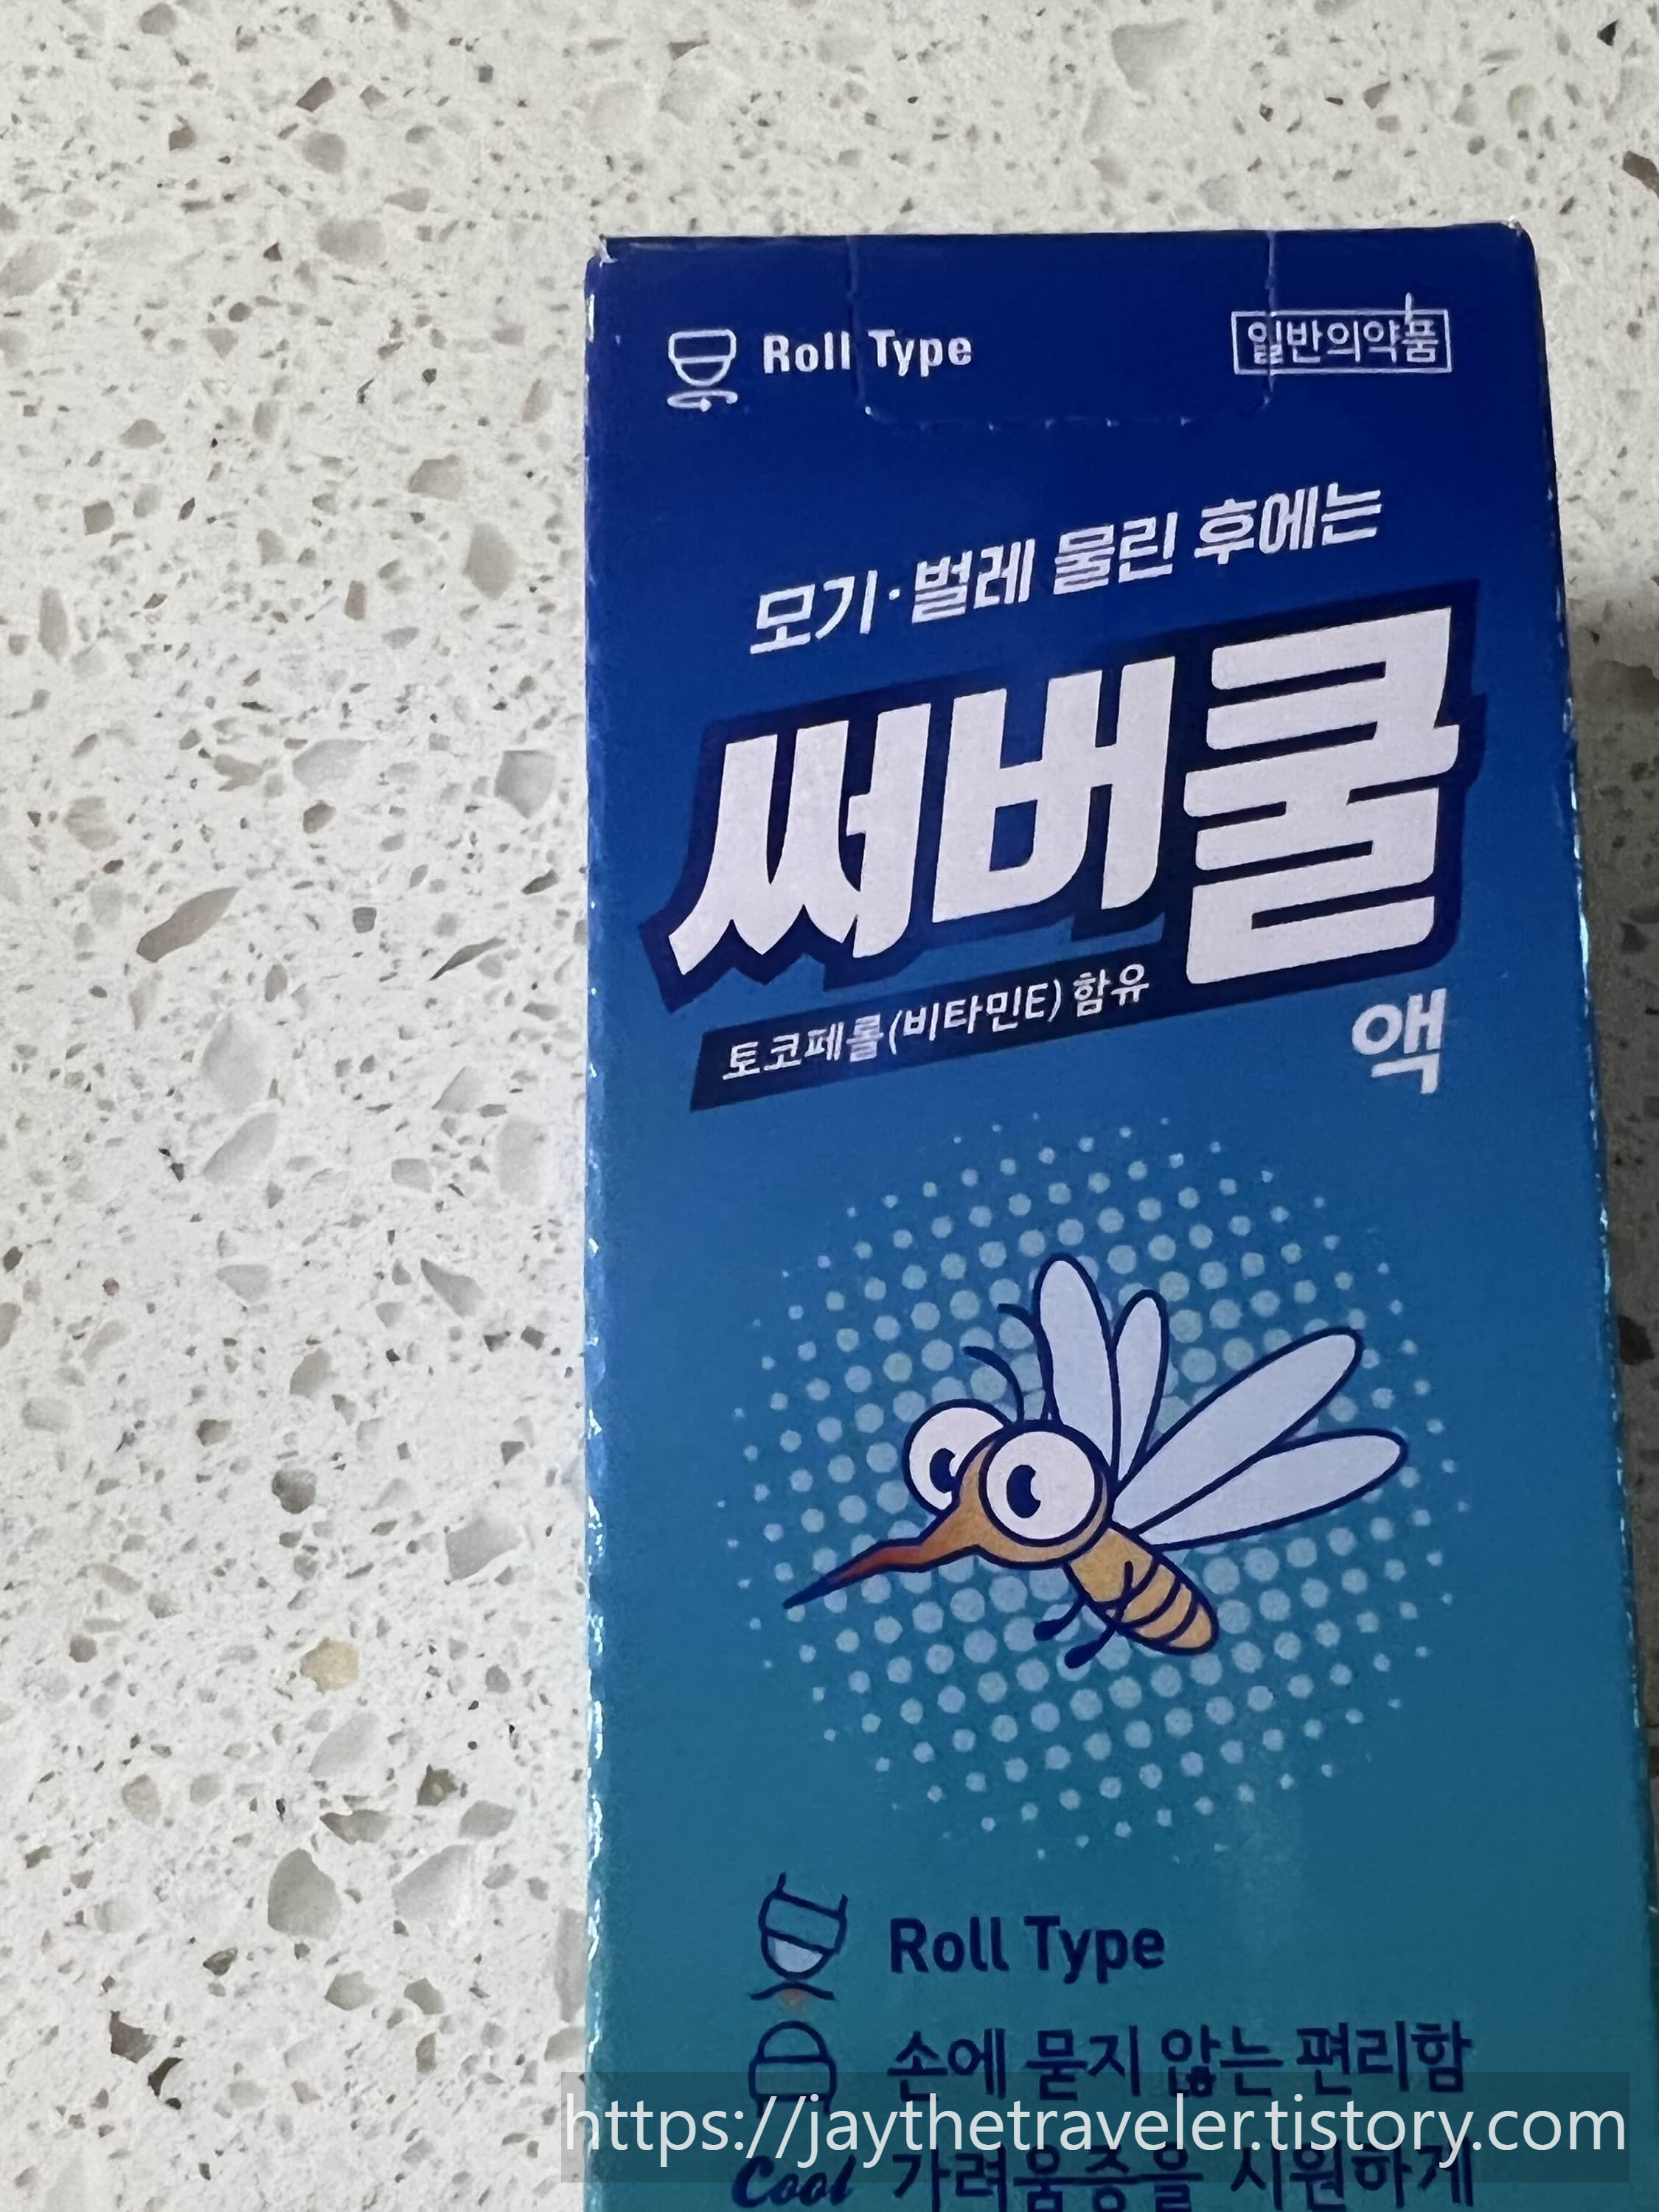 Roll Type
일반의약품
모기·벌레 물린 후에는
써버쿨
토코페롤(비타민E) 함유
액
Roll Type
손에 묻지 않는 편리함
https://jaythetraveler.tistory.com
Cool 가려움증을 시원하게